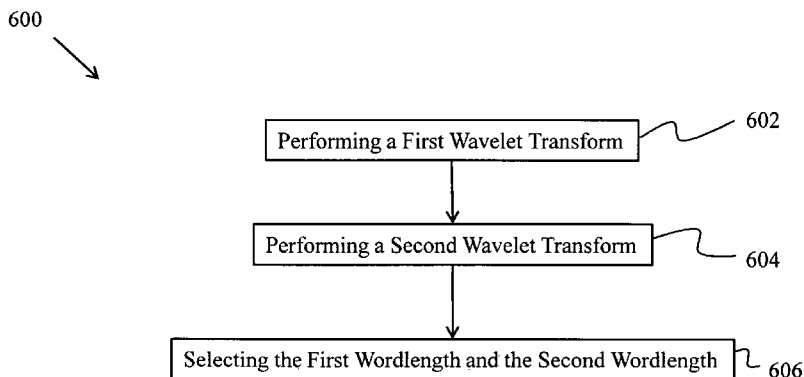 600
Performing a First Wavelet Transform
602
Performing a Second Wavelet Transform
604
Selecting the First Wordlength and the Second Wordlength
606